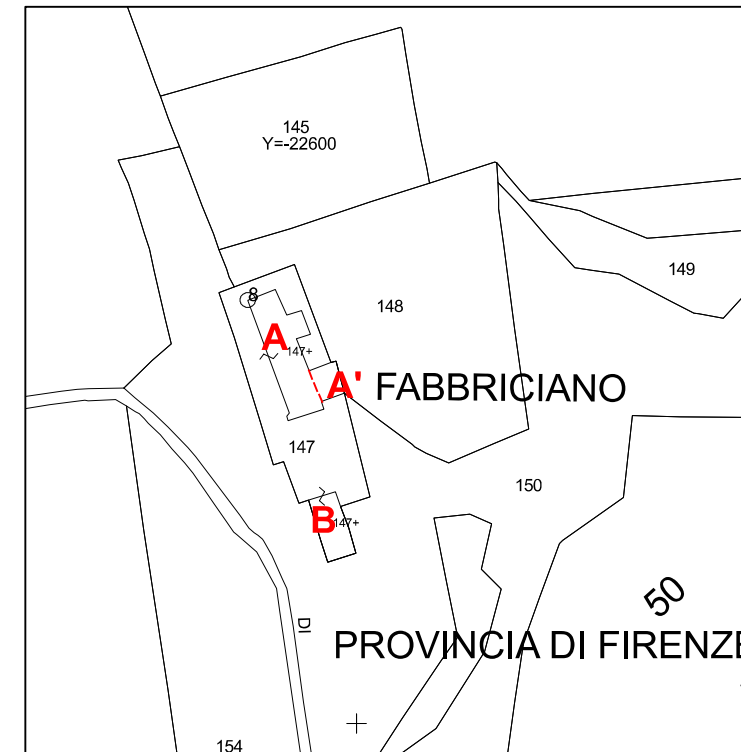 145
Y=-22600
149
8
148
A
147+
A' FABBRICIANO
147
150
B
147+
50
DI
PROVINCIA DI FIRENZE
154